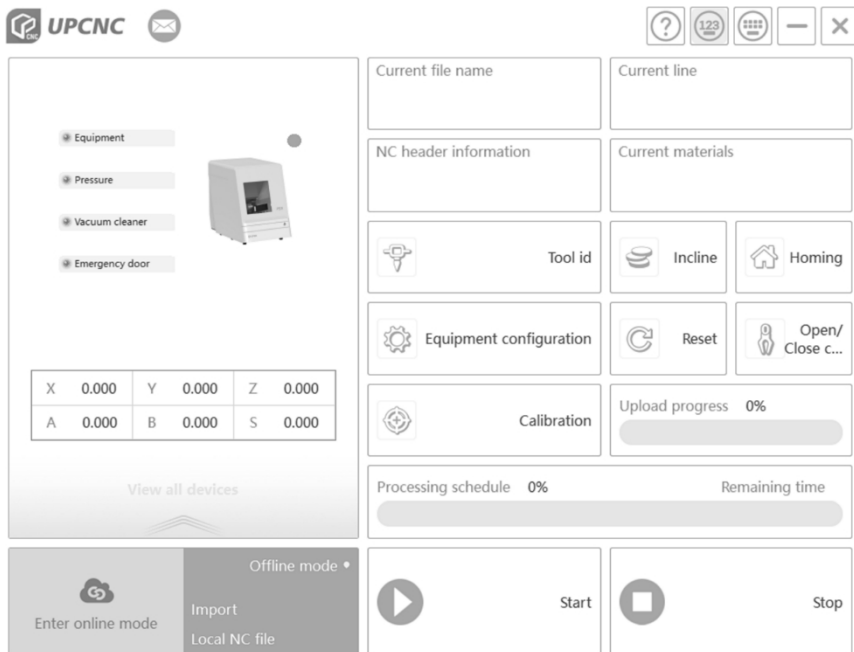 CNC UPCNC
123
Equipment
Pressure
Vacuum cleaner
Emergency door
X 0.000 Y 0.000 Z 0.000
A 0.000 B 0.000 S 0.000
View all devices
Enter online mode
Offline mode
Import
Local NC file
Current file name
Current line
NC header information
Current materials
Tool id
Incline
Homing
Equipment configuration
Reset
Open/
Close c...
Calibration
Upload progress 0%
Processing schedule 0%
Remaining time
Start
Stop